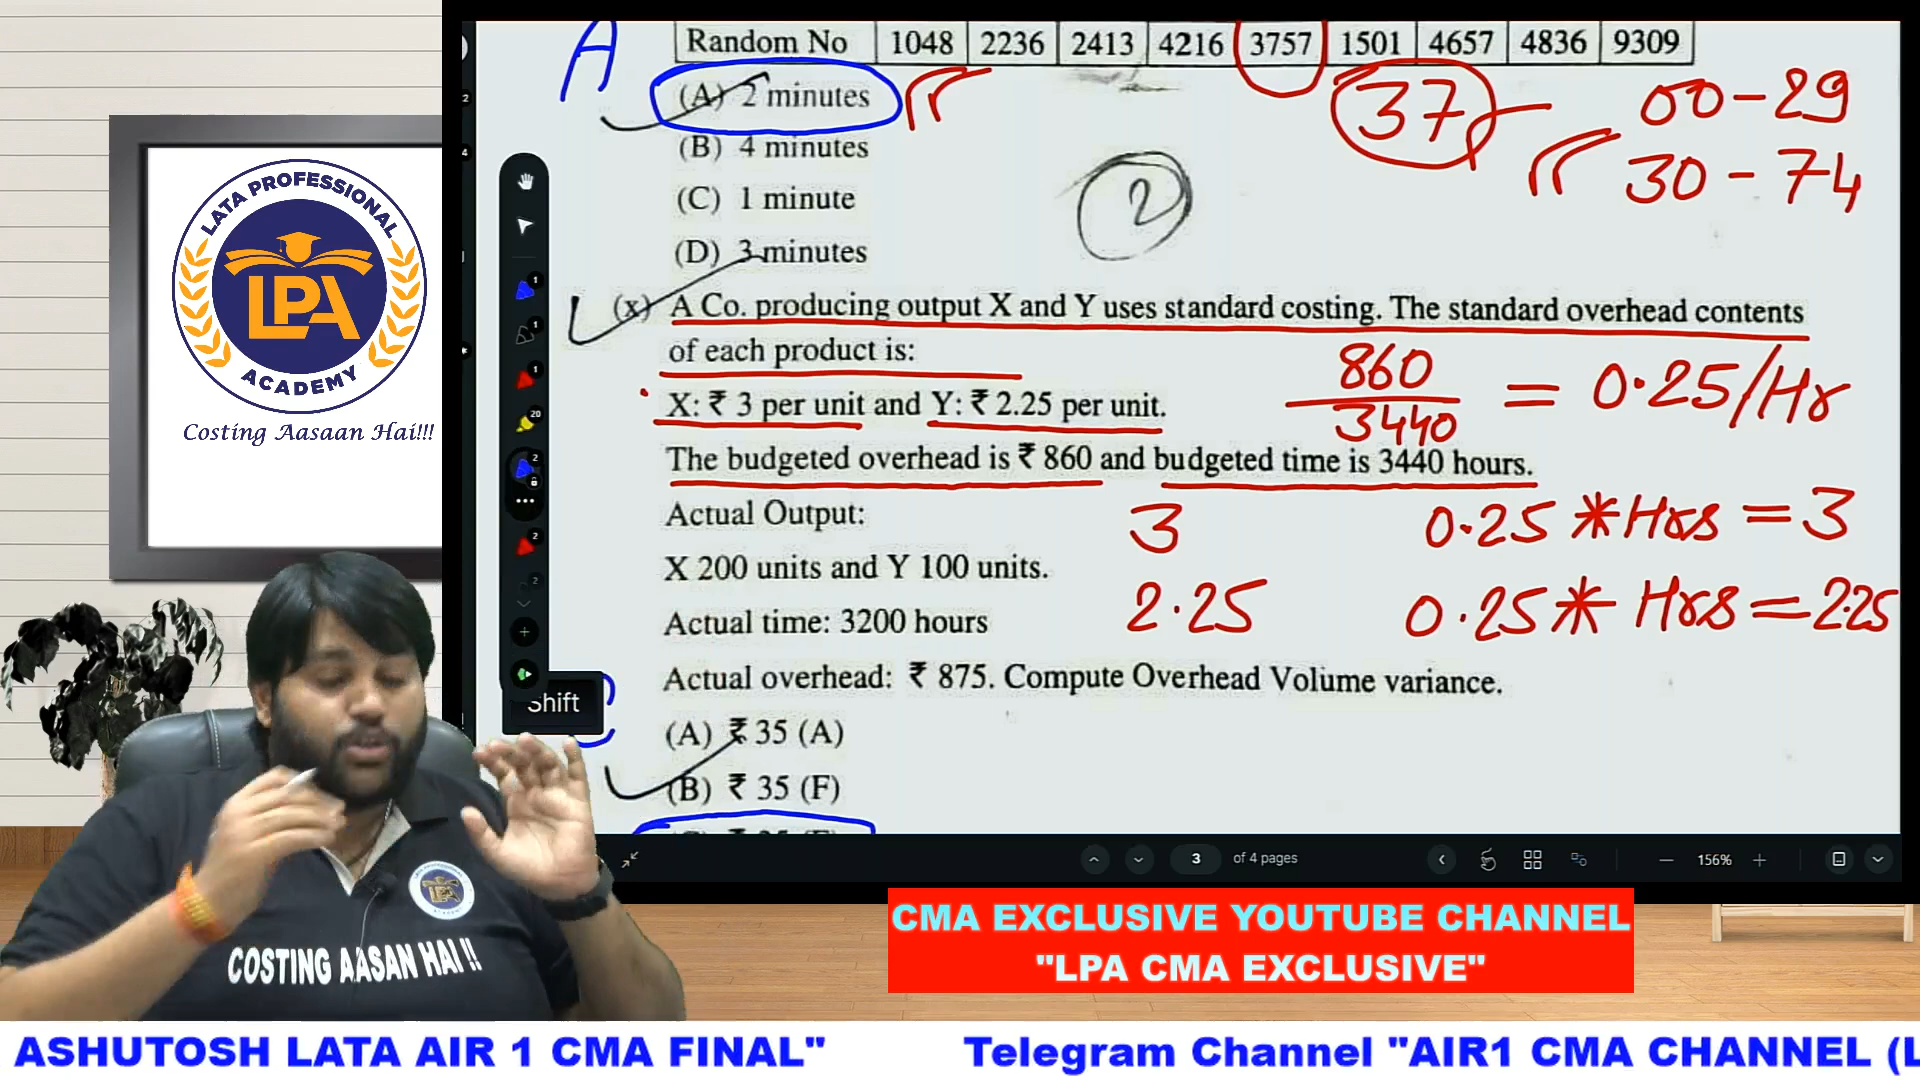 A
Random No 1048 2236 2413 4216 3757 1501 4657 4836 9309
(A) 2 minutes
37
00-29
(B) 4 minutes
30-74
(C) 1 minute
2
(D) 3 minutes
(x) A Co. producing output X and Y uses standard costing. The standard overhead contents
of each product is:
860
3440
= 0.25/Hr
X: ₹ 3 per unit and Y: ₹ 2.25 per unit.
The budgeted overhead is ₹ 860 and budgeted time is 3440 hours.
Actual Output:
3
0.25 * Hrs = 3
X 200 units and Y 100 units.
2.25
0.25 * Hrs = 2.25
Actual time: 3200 hours
Actual overhead: ₹ 875. Compute Overhead Volume variance.
(A) ₹ 35 (A)
(B) ₹ 35 (F)
Shift
3 of 4 pages
156%
LATA PROFESSIONAL
LPA
ACADEMY
Costing Aasaan Hai!!!
COSTING AASAN HAI !!
CMA EXCLUSIVE YOUTUBE CHANNEL
"LPA CMA EXCLUSIVE"
ASHUTOSH LATA AIR 1 CMA FINAL"
Telegram Channel "AIR1 CMA CHANNEL (L